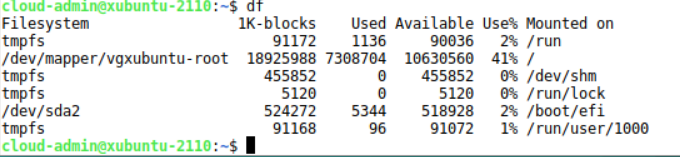 cloud-admin@xubuntu-2110:~$ df
Filesystem 1K-blocks Used Available Use% Mounted on
tmpfs 91172 1136 90036 2% /run
/dev/mapper/vgxubuntu-root 18925988 7308704 10630560 41% /
tmpfs 455852 0 455852 0% /dev/shm
tmpfs 5120 0 5120 0% /run/lock
/dev/sda2 524272 5344 518928 2% /boot/efi
tmpfs 91168 96 91072 1% /run/user/1000
cloud-admin@xubuntu-2110:~$